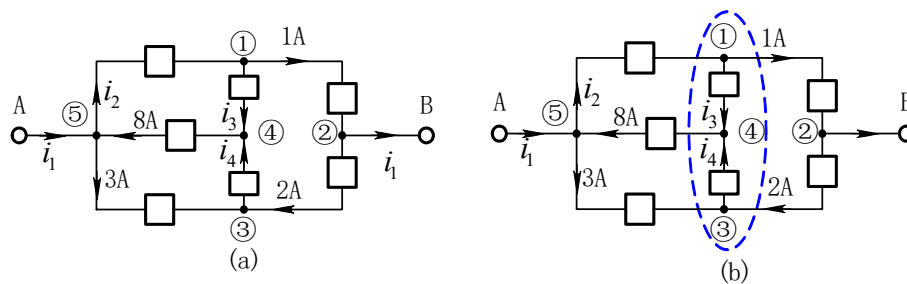 ① 1A
A i₂ B
⑤ 8A i₃ ④ ②
i₁ i₄ i₁
3A 2A
③
(a)
① 1A
A i₂ B
⑤ 8A i₃ ④ ②
i₁ i₄
3A 2A
③
(b)